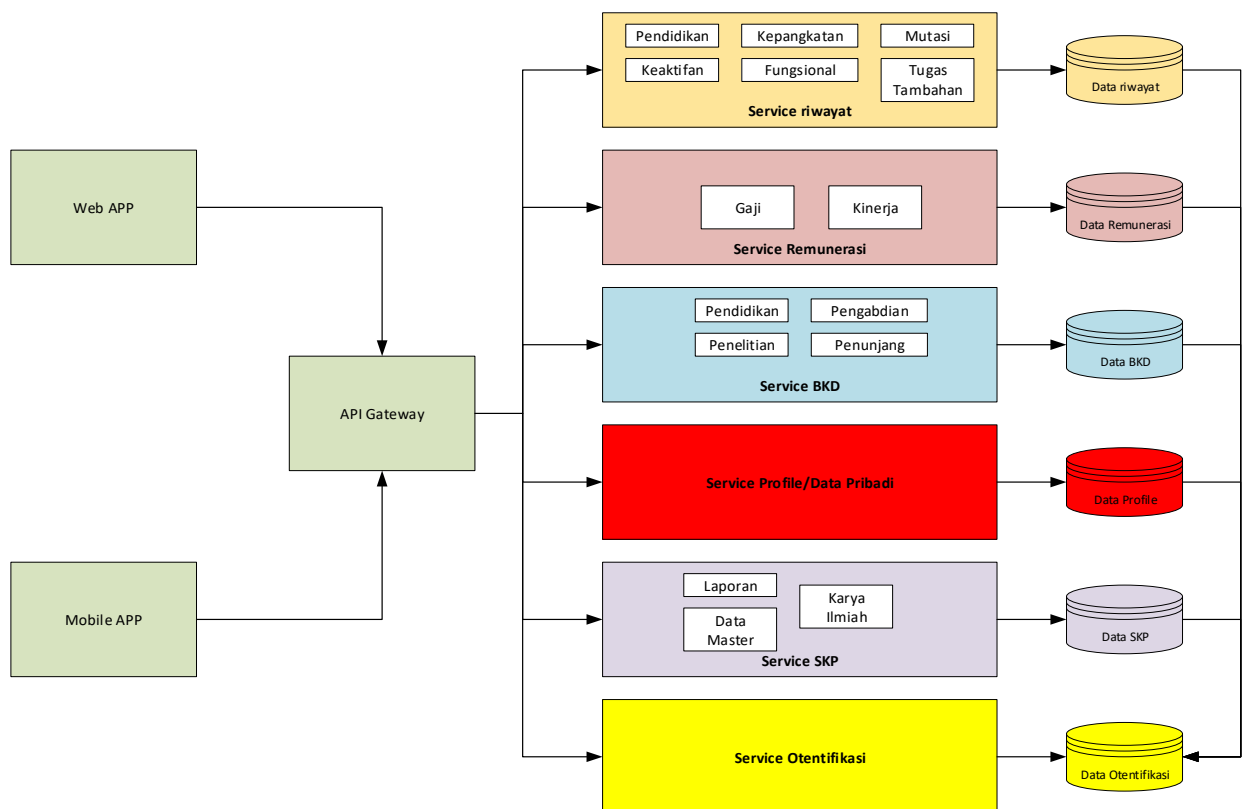 Pendidikan
Kepangkatan
Mutasi
Keaktifan
Fungsional
Tugas
Tambahan
Service riwayat
Data riwayat
Web APP
Gaji
Kinerja
Service Remunerasi
Data Remunerasi
Pendidikan
Pengabdian
Penelitian
Penunjang
Service BKD
Data BKD
API Gateway
Service Profile/Data Pribadi
Data Profile
Mobile APP
Laporan
Karya
Ilmiah
Data
Master
Service SKP
Data SKP
Service Otentifikasi
Data Otentifikasi